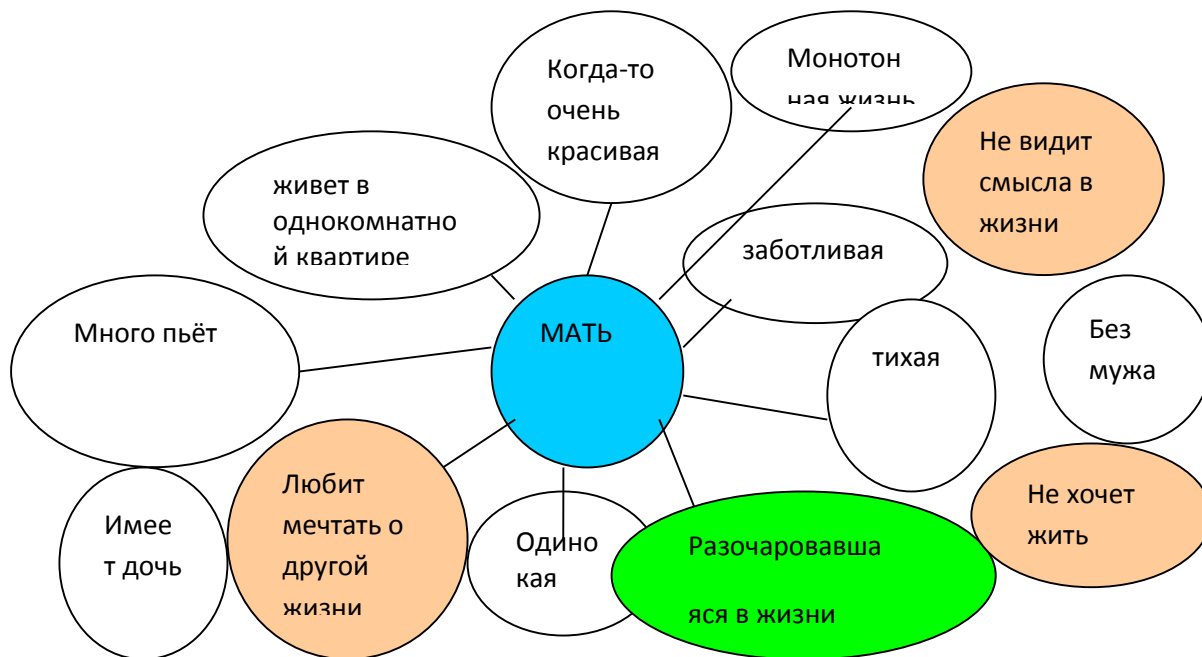 Когда-то
очень
красивая
Монотон
ная жизнь
Не видит
смысла в
жизни
живет в
однокомнатно
й квартире
заботливая
Много пьёт
МАТЬ
тихая
Без
мужа
Имее
т дочь
Любит
мечтать о
другой
жизни
Одино
кая
Разочаровавша
яся в жизни
Не хочет
жить